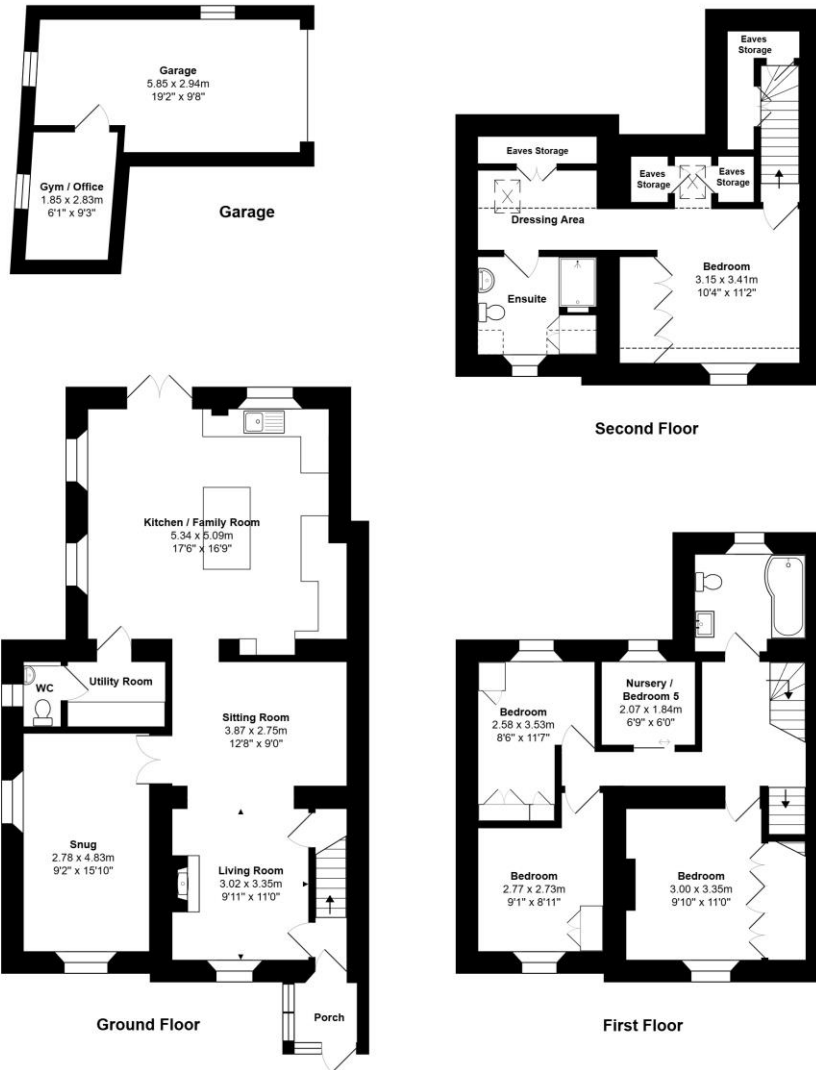 Garage
5.85 x 2.94m
19'2" x 9'8"
Gym / Office
1.85 x 2.83m
6'1" x 9'3"
Garage
Eaves
Storage
Eaves Storage
Eaves
Storage
Eaves
Storage
Dressing Area
Bedroom
3.15 x 3.41m
10'4" x 11'2"
Ensuite
Second Floor
Kitchen / Family Room
5.34 x 5.09m
17'6" x 16'9"
WC
Utility Room
Sitting Room
3.87 x 2.75m
12'8" x 9'0"
Snug
2.78 x 4.83m
9'2" x 15'10"
Living Room
3.02 x 3.35m
9'11" x 11'0"
Porch
Ground Floor
Bedroom
2.58 x 3.53m
8'6" x 11'7"
Nursery /
Bedroom 5
2.07 x 1.84m
6'9" x 6'0"
Bedroom
2.77 x 2.73m
9'1" x 8'11"
Bedroom
3.00 x 3.35m
9'10" x 11'0"
First Floor